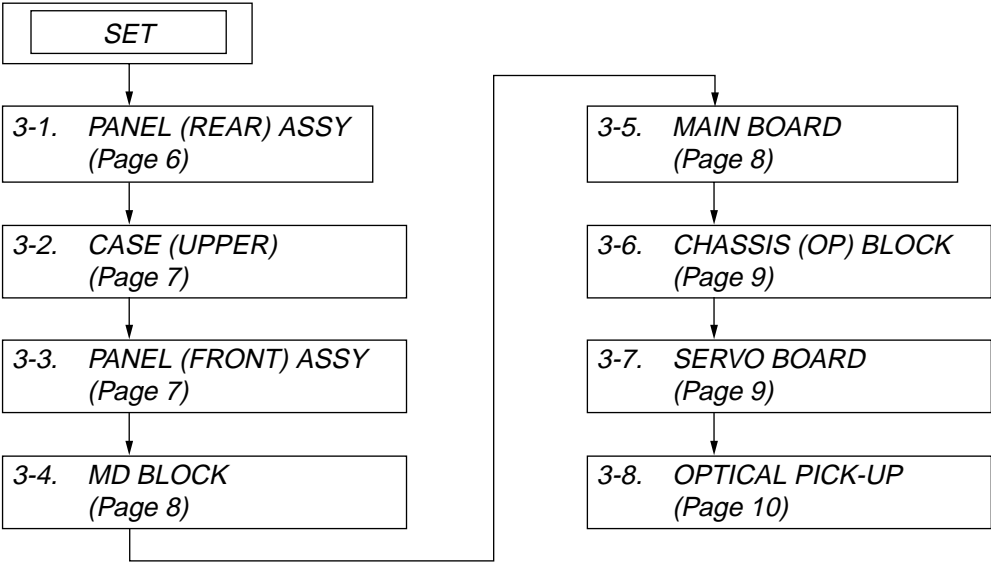 SET
3-1. PANEL (REAR) ASSY
(Page 6)
3-2. CASE (UPPER)
(Page 7)
3-3. PANEL (FRONT) ASSY
(Page 7)
3-4. MD BLOCK
(Page 8)
3-5. MAIN BOARD
(Page 8)
3-6. CHASSIS (OP) BLOCK
(Page 9)
3-7. SERVO BOARD
(Page 9)
3-8. OPTICAL PICK-UP
(Page 10)